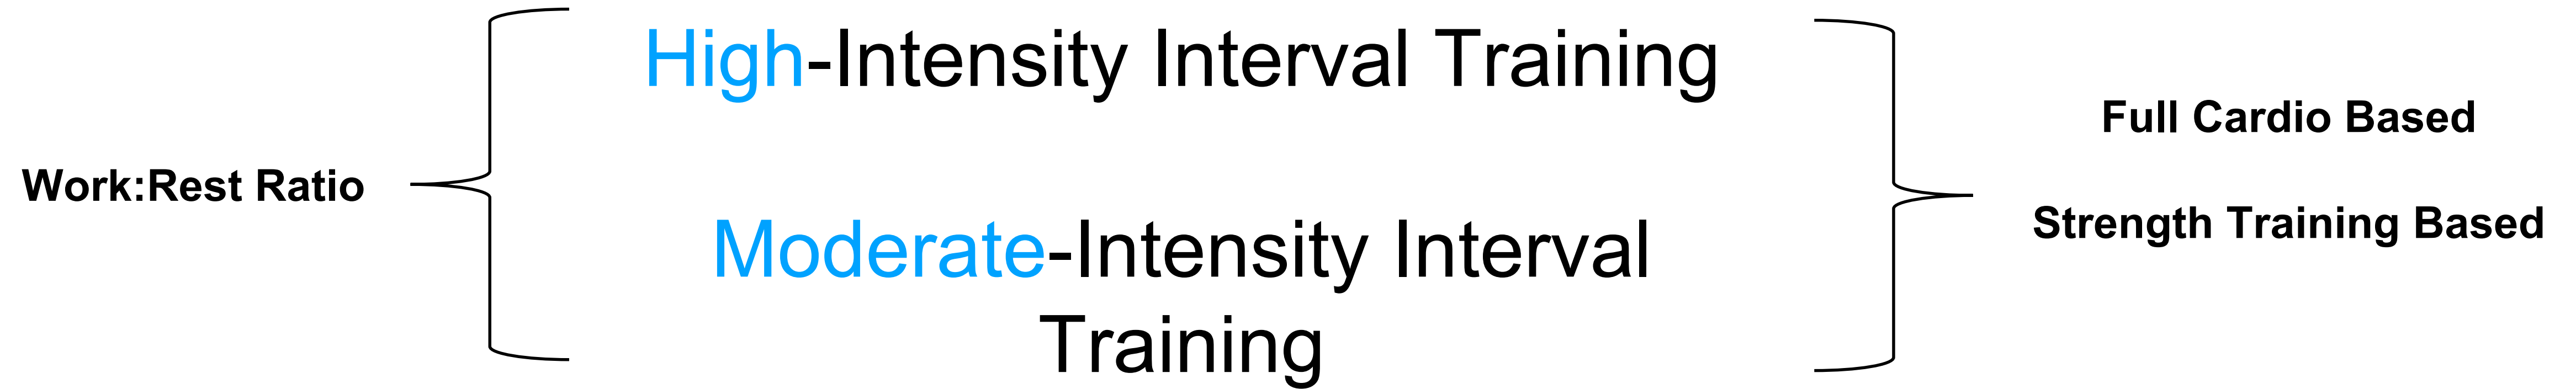 Work:Rest Ratio
High-Intensity Interval Training
Moderate-Intensity Interval
Training
Full Cardio Based
Strength Training Based